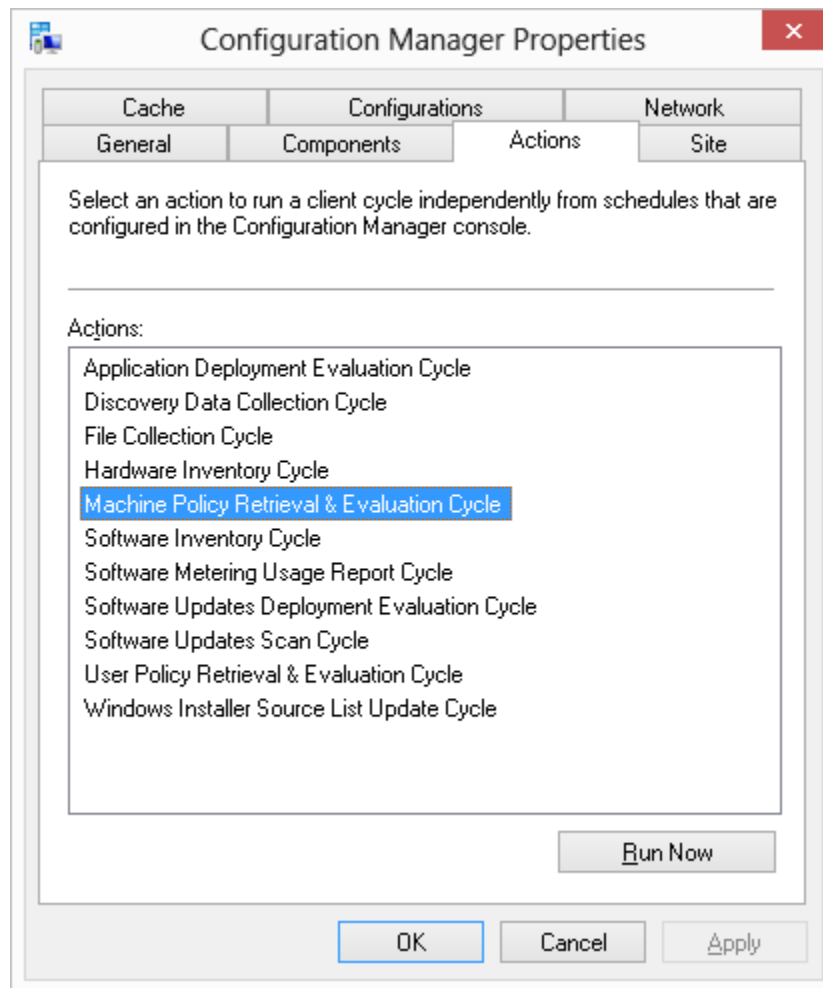 Configuration Manager Properties
Cache Configurations Network
General Components Actions Site
Select an action to run a client cycle independently from schedules that are
configured in the Configuration Manager console.
Actions:
Application Deployment Evaluation Cycle
Discovery Data Collection Cycle
File Collection Cycle
Hardware Inventory Cycle
Machine Policy Retrieval & Evaluation Cycle
Software Inventory Cycle
Software Metering Usage Report Cycle
Software Updates Deployment Evaluation Cycle
Software Updates Scan Cycle
User Policy Retrieval & Evaluation Cycle
Windows Installer Source List Update Cycle
Run Now
OK Cancel Apply